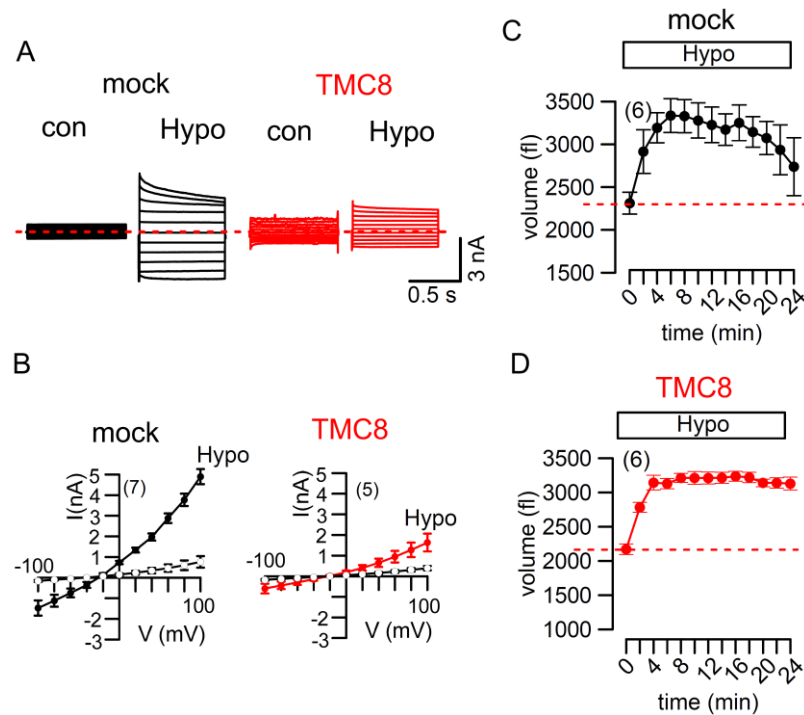 A
mock
TMC8
con
Hypo
con
Hypo
3 nA
0.5 s
B
mock
TMC8
I(nA)
5
4
3
2
1
-2
-3
(7)
Hypo
-100
100
V (mV)
I(nA)
5
4
3
2
1
-2
-3
(5)
Hypo
-100
100
V (mV)
C
mock
Hypo
volume (fl)
3500
3000
2500
2000
1500
(6)
0 4 8 12 16 20 24
time (min)
D
TMC8
Hypo
volume (fl)
3500
3000
2500
2000
1500
1000
(6)
0 4 8 12 16 20 24
time (min)